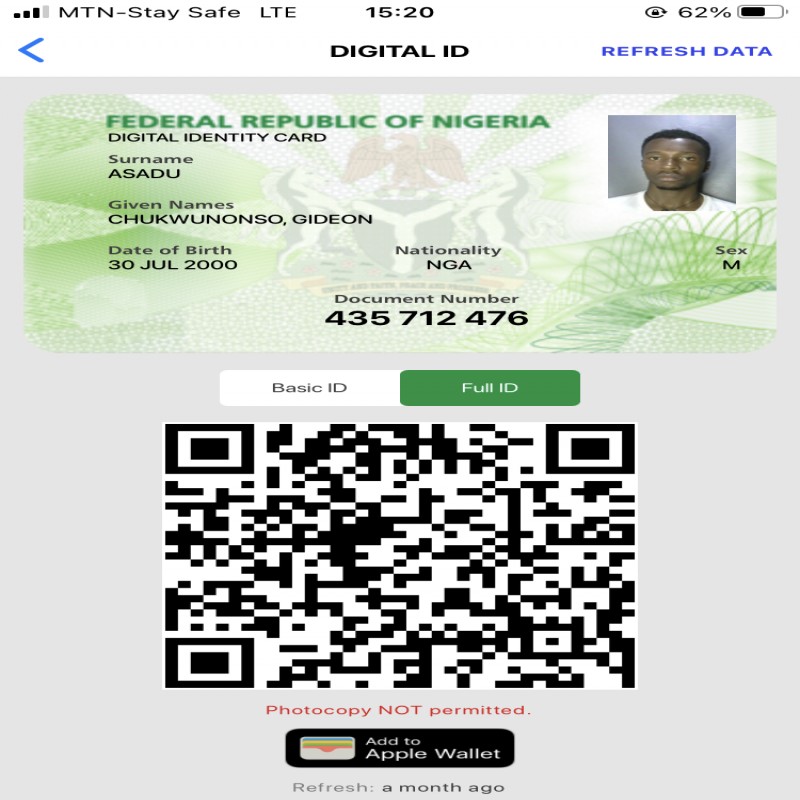 MTN-Stay Safe LTE 15:20 62%
DIGITAL ID REFRESH DATA
FEDERAL REPUBLIC OF NIGERIA
DIGITAL IDENTITY CARD
Surname
ASADU
Given Names
CHUKWUNONSO, GIDEON
Date of Birth Nationality Sex
30 JUL 2000 NGA M
Document Number
435 712 476
Basic ID Full ID
Photocopy NOT permitted.
Add to
Apple Wallet
Refresh: a month ago